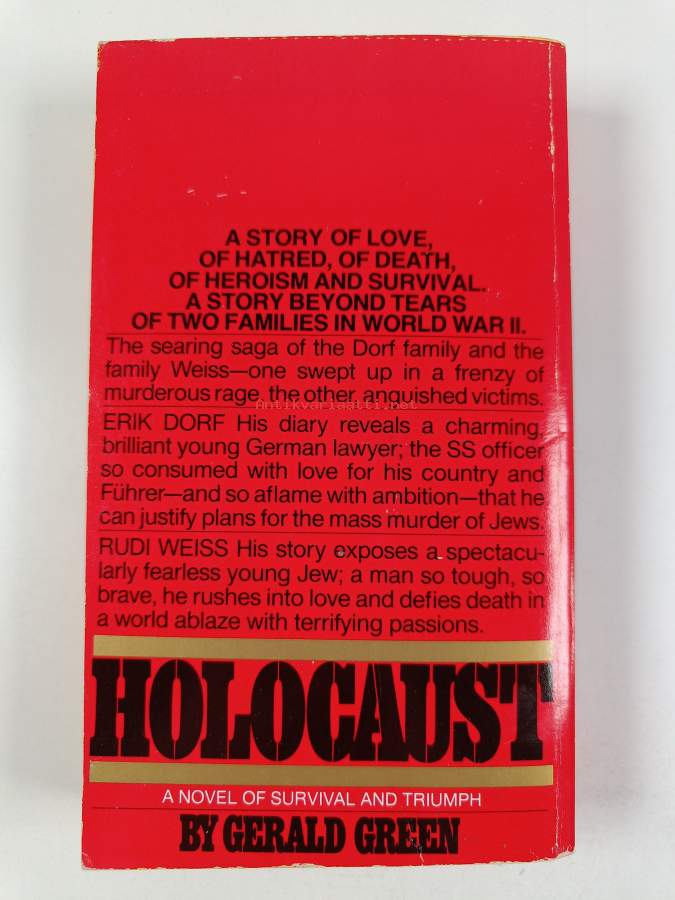 A STORY OF LOVE,
OF HATRED, OF DEATH,
OF HEROISM AND SURVIVAL.
A STORY BEYOND TEARS
OF TWO FAMILIES IN WORLD WAR II.
The searing saga of the Dorf family and the
family Weiss—one swept up in a frenzy of
murderous rage, the other, anguished victims.
Antikvariaatti.net
ERIK DORF His diary reveals a charming,
brilliant young German lawyer; the SS officer
so consumed with love for his country and
Führer—and so aflame with ambition—that he
can justify plans for the mass murder of Jews.
RUDI WEISS His story exposes a spectacu-
larly fearless young Jew; a man so tough, so
brave, he rushes into love and defies death in
a world ablaze with terrifying passions.
HOLOCAUST
A NOVEL OF SURVIVAL AND TRIUMPH
BY GERALD GREEN